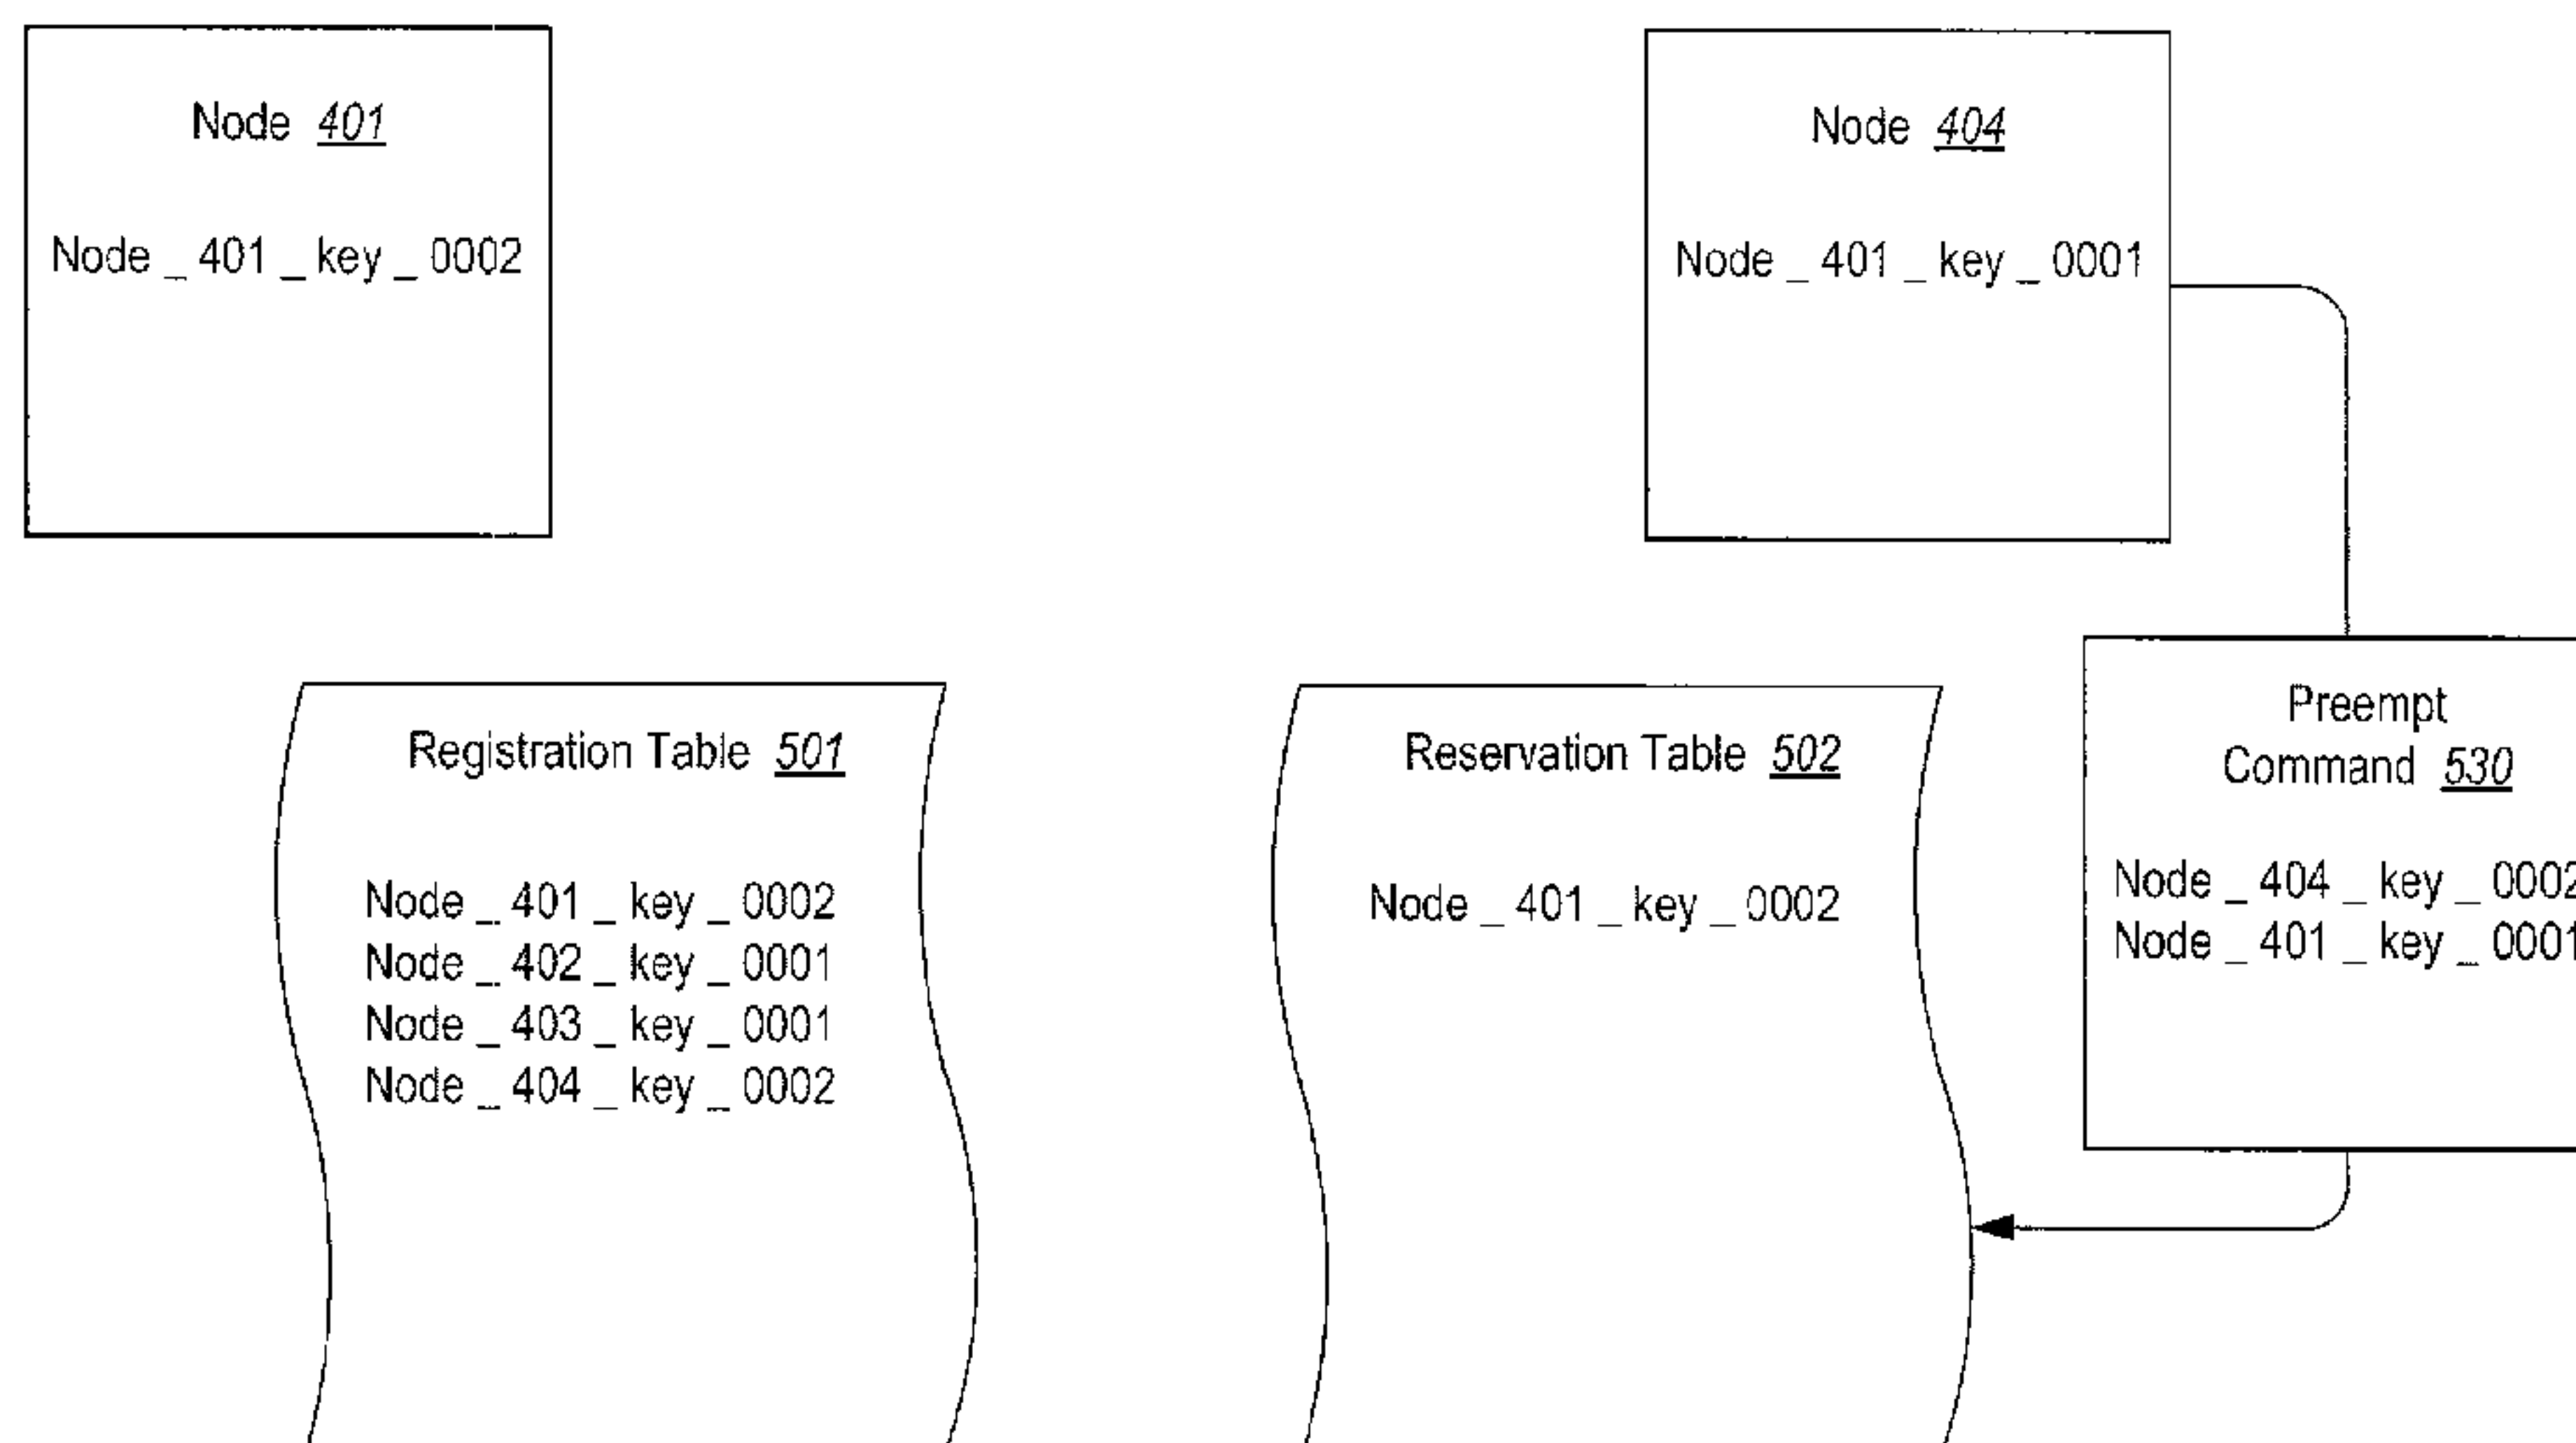 Node 401
Node _ 401 _ key _ 0002
Node 404
Node _ 401 _ key _ 0001
Registration Table 501
Node _ 401 _ key _ 0002
Node _ 402 _ key _ 0001
Node _ 403 _ key _ 0001
Node _ 404 _ key _ 0002
Reservation Table 502
Node _ 401 _ key _ 0002
Preempt
Command 530
Node _ 404 _ key _ 0002
Node _ 401 _ key _ 0001